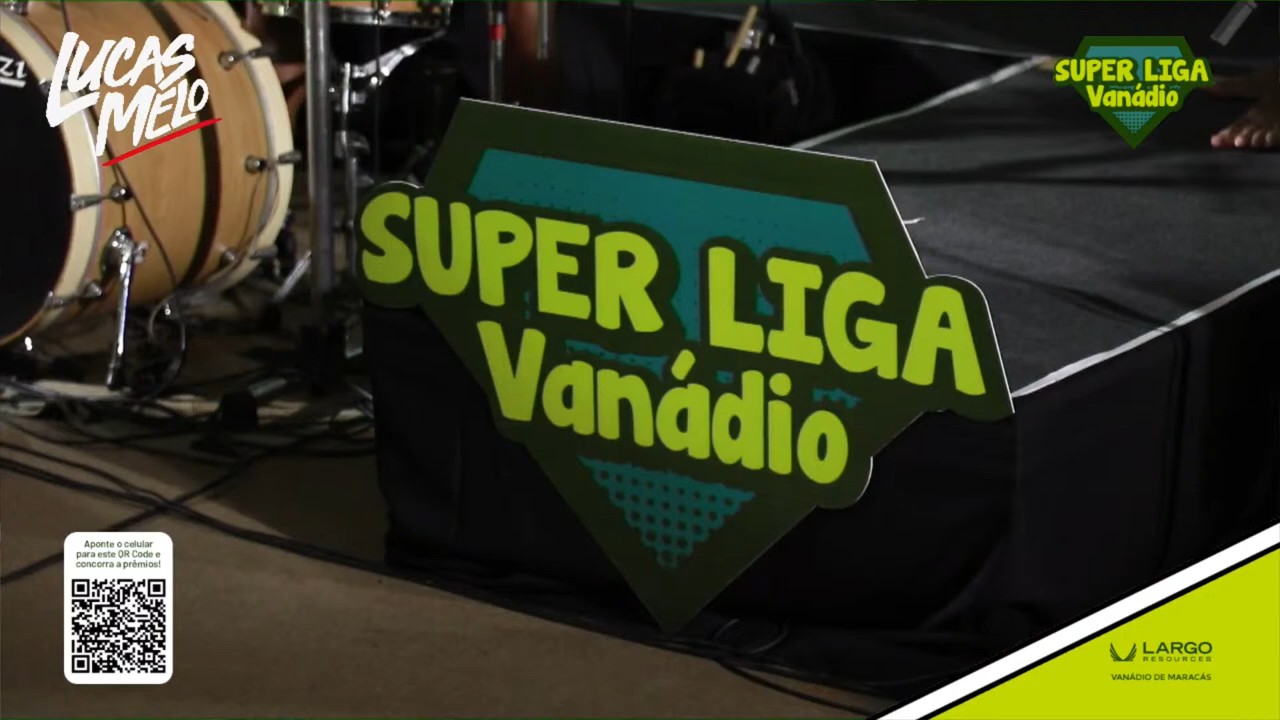 LUCAS
MELO
SUPER LIGA
Vanádio
SUPER LIGA
Vanádio
Aponte o celular
para este QR Code e
concorra a prêmios!
LARGO
RESOURCES
VANÁDIO DE MARACÁS